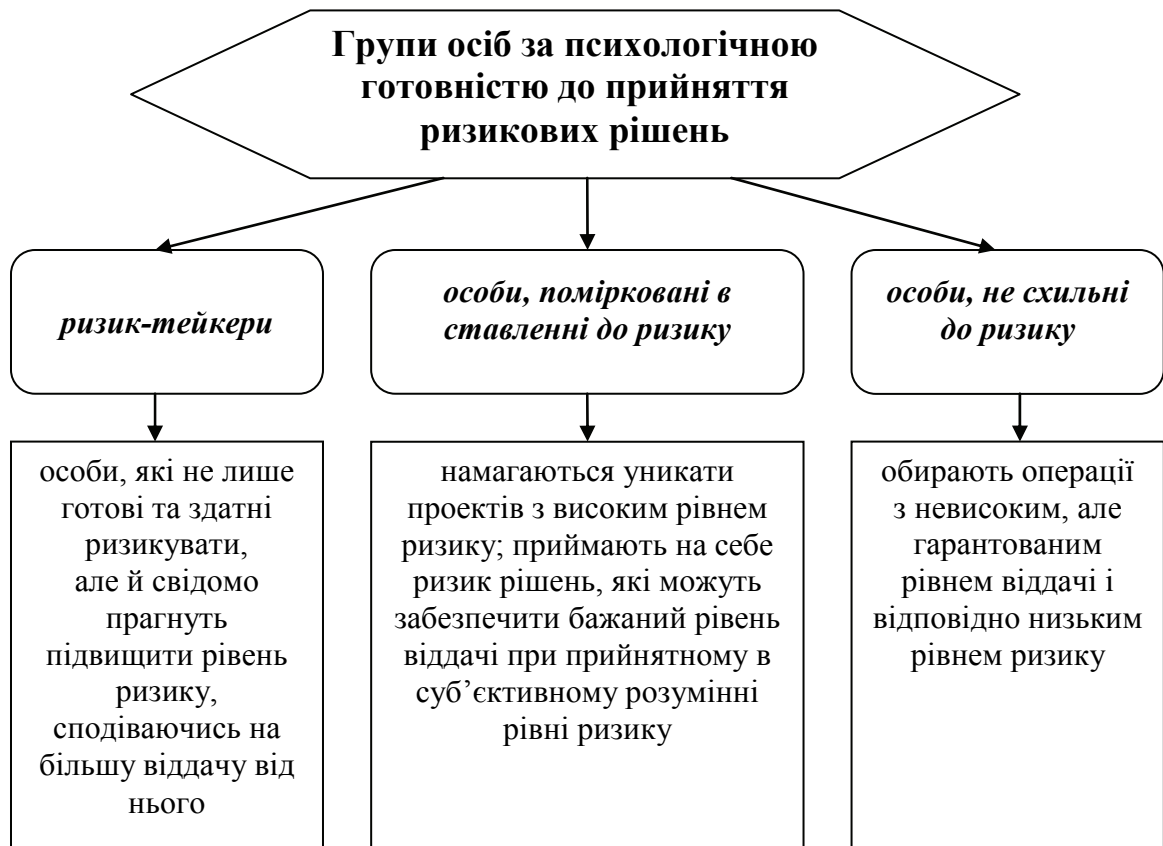 Групи осіб за психологічною
готовністю до прийняття
ризикових рішень
ризик-тейкери
особи, помірковані в
ставленні до ризику
особи, не схильні
до ризику
особи, які не лише
готові та здатні
ризикувати,
але й свідомо
прагнуть
підвищити рівень
ризику,
сподіваючись на
більшу віддачу від
нього
намагаються уникати
проектів з високим рівнем
ризику; приймають на себе
ризик рішень, які можуть
забезпечити бажаний рівень
віддачі при прийнятному в
суб’єктивному розумінні
рівні ризику
обирають операції
з невисоким, але
гарантованим
рівнем віддачі і
відповідно низьким
рівнем ризику